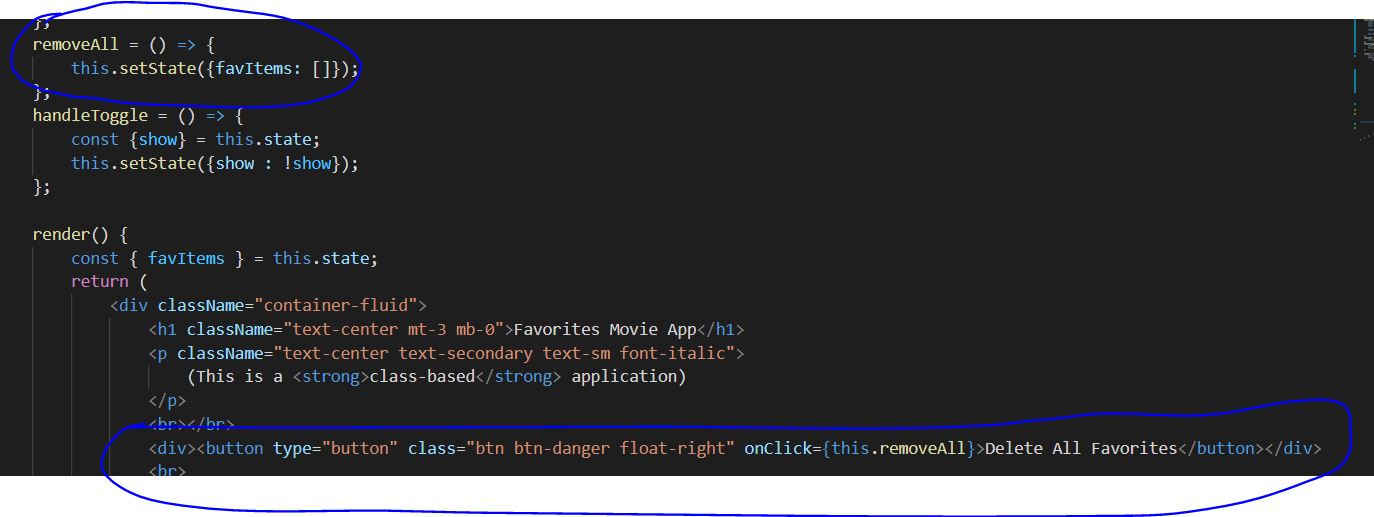 };
removeAll = () => {
this.setState({favItems: []});
};
handleToggle = () => {
const {show} = this.state;
this.setState({show : !show});
};
render() {
const { favItems } = this.state;
return (
<div className="container-fluid">
<h1 className="text-center mt-3 mb-0">Favorites Movie App</h1>
<p className="text-center text-secondary text-sm font-italic">
(This is a <strong>class-based</strong> application)
</p>
<br></br>
<div><button type="button" class="btn btn-danger float-right" onClick={this.removeAll}>Delete All Favorites</button></div>
<br>